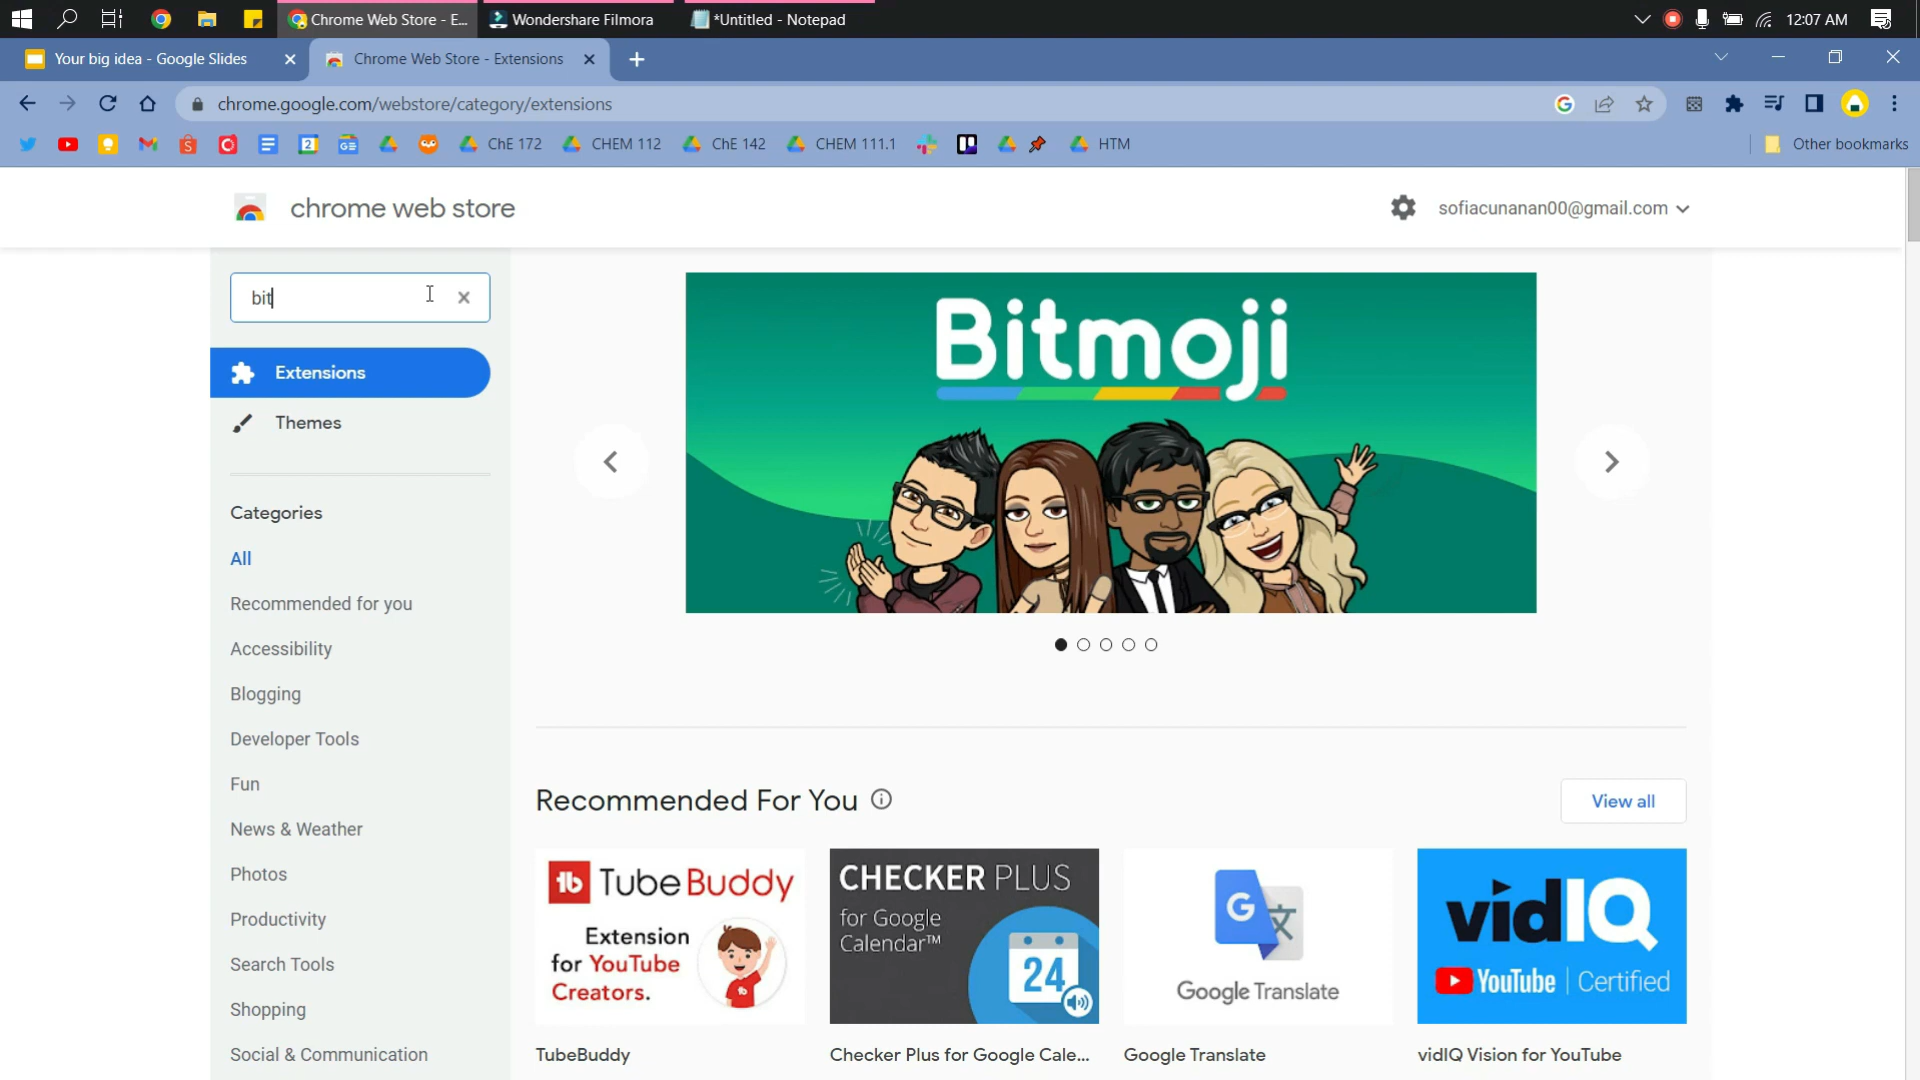 Chrome Web Store - E...
Wondershare Filmora
*Untitled - Notepad
12:07 AM
Your big idea - Google Slides
Chrome Web Store - Extensions
chrome.google.com/webstore/category/extensions
ChE 172
CHEM 112
ChE 142
CHEM 111.1
HTM
Other bookmarks
chrome web store
sofiacunanan00@gmail.com
bit
Extensions
Themes
Categories
All
Recommended for you
Accessibility
Blogging
Developer Tools
Fun
News & Weather
Photos
Productivity
Search Tools
Shopping
Social & Communication
Bitmoji
Recommended For You
View all
tb TubeBuddy
Extension
for YouTube
Creators.
TubeBuddy
CHECKER PLUS
for Google
Calendar™
24
Checker Plus for Google Cale...
G
Google Translate
Google Translate
vidIQ
YouTube | Certified
vidIQ Vision for YouTube